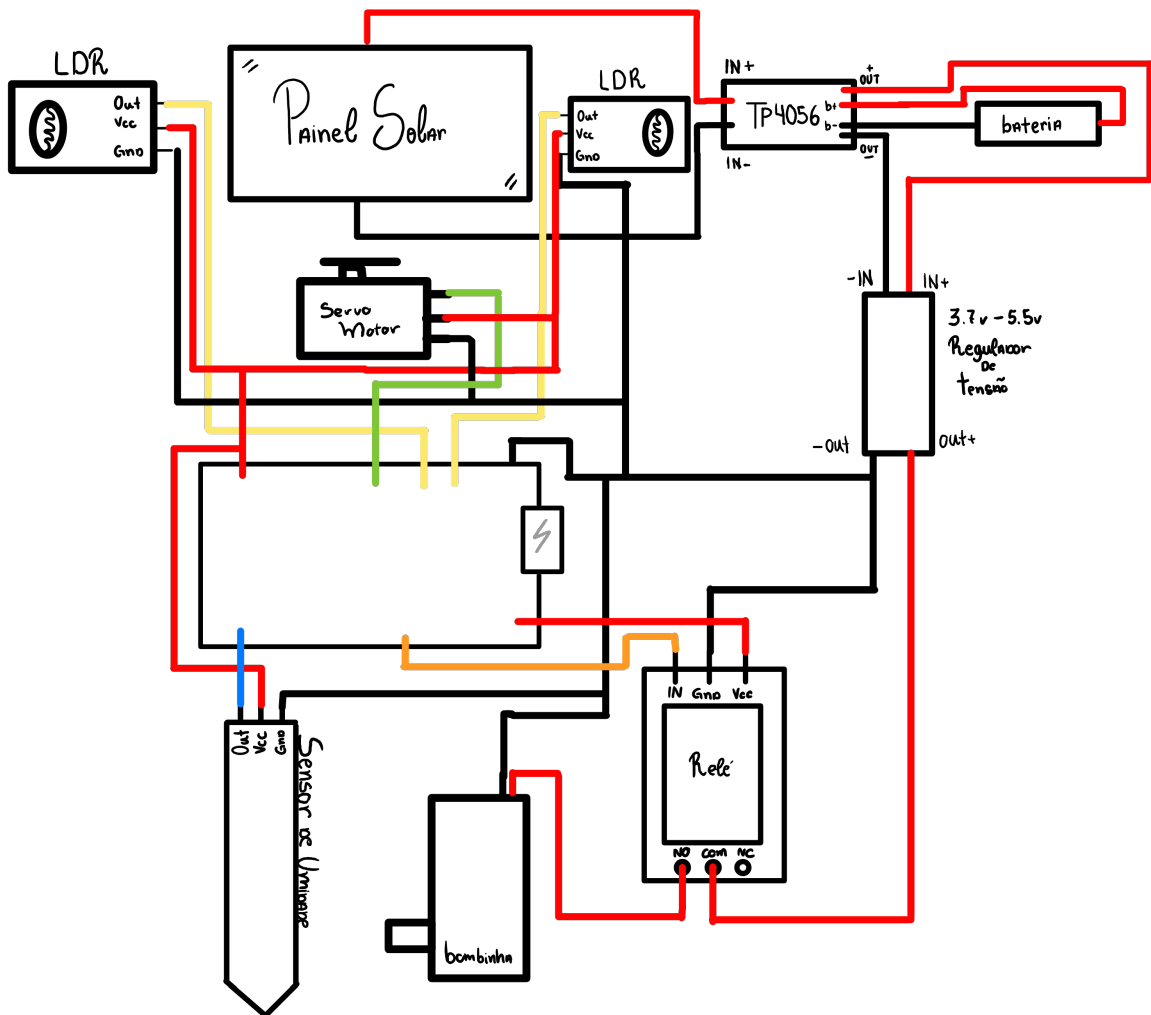 LDR
Out
Vcc
Gnd
Painel Solar
LDR
Out
Vcc
Gnd
IN+
IN-
TP4056
+
OUT
b+
b-
OUT
-
bateria
Servo
Motor
-IN
IN+
3.7v-5.5v
Regulador
De
tensão
-Out
Out+
IN
Gnd
Vcc
Relé
NO
Com
NC
Out
Vcc
Gnd
Sensor de Umidade
bombinha